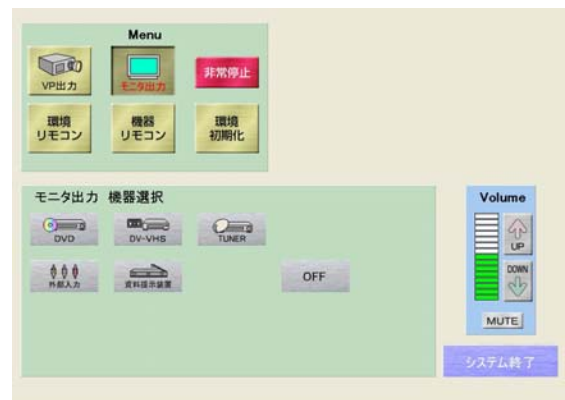 Menu
VP出力
モニタ出力
非常停止
環境
リモコン
機器
リモコン
環境
初期化
モニタ出力 機器選択
DVD
DV-VHS
TUNER
外部入力
資料提示装置
OFF
Volume
UP
DOWN
MUTE
システム終了